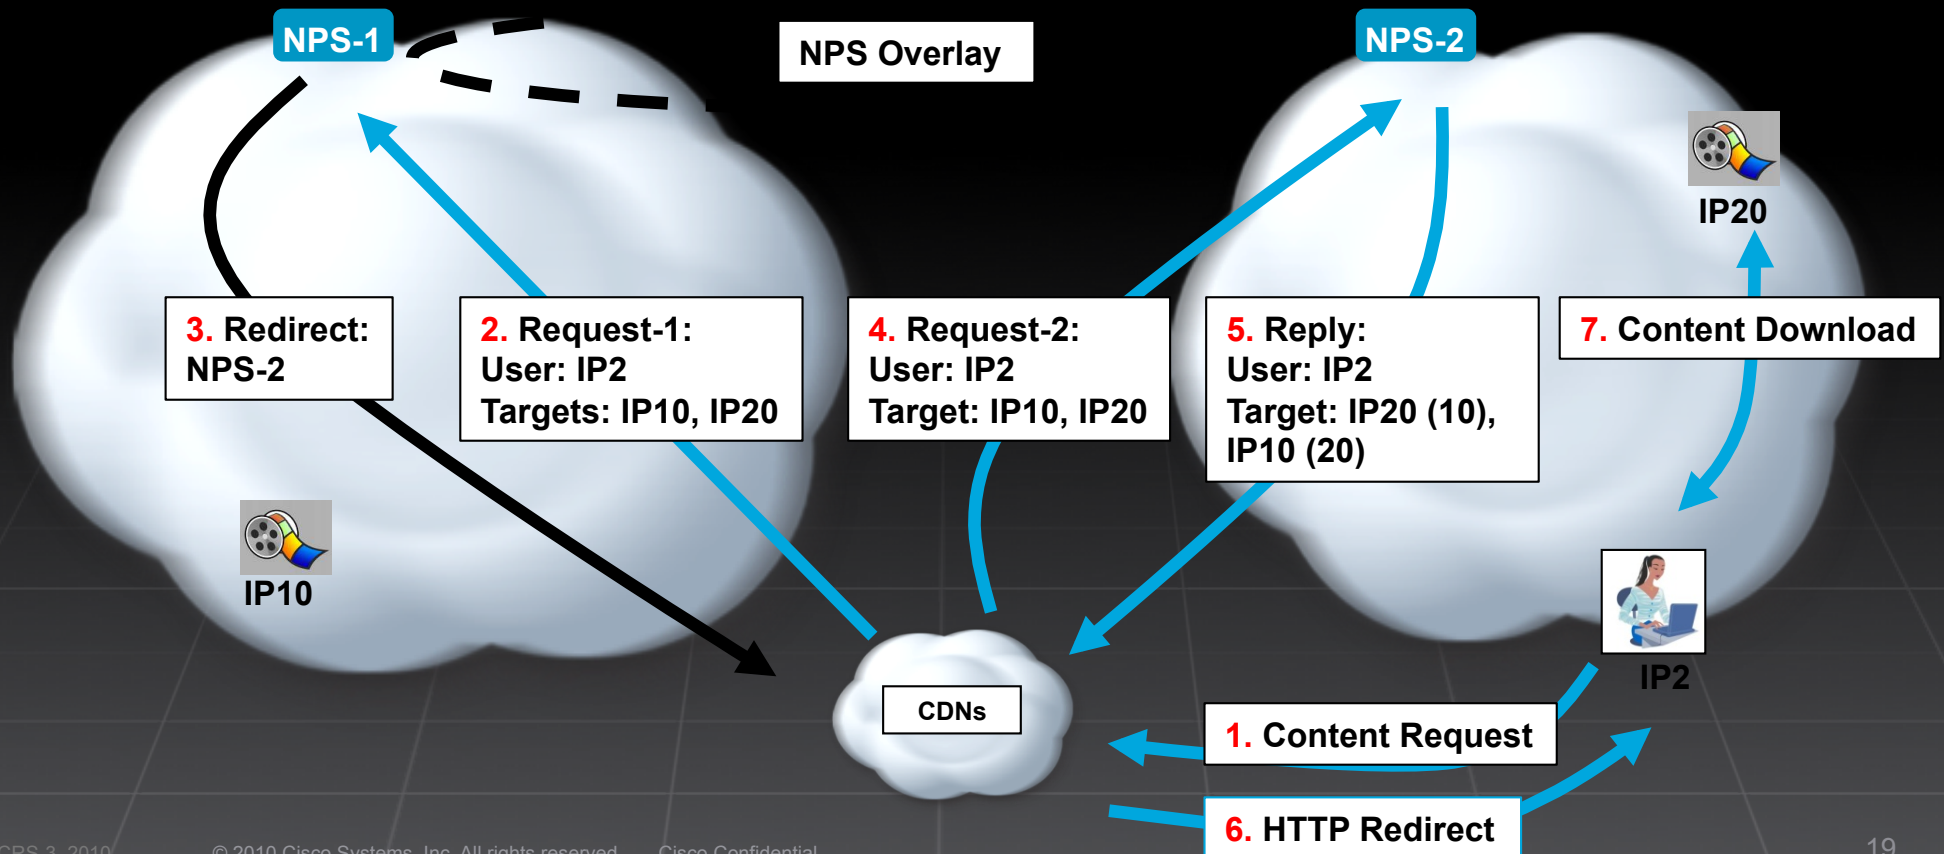 NPS-1
NPS Overlay
NPS-2
IP20
3. Redirect:
NPS-2
2. Request-1:
User: IP2
Targets: IP10, IP20
4. Request-2:
User: IP2
Target: IP10, IP20
5. Reply:
User: IP2
Target: IP20 (10),
IP10 (20)
7. Content Download
IP10
IP2
CDNs
1. Content Request
6. HTTP Redirect
CRS 3, 2010
© 2010 Cisco Systems, Inc. All rights reserved.
Cisco Confidential
19